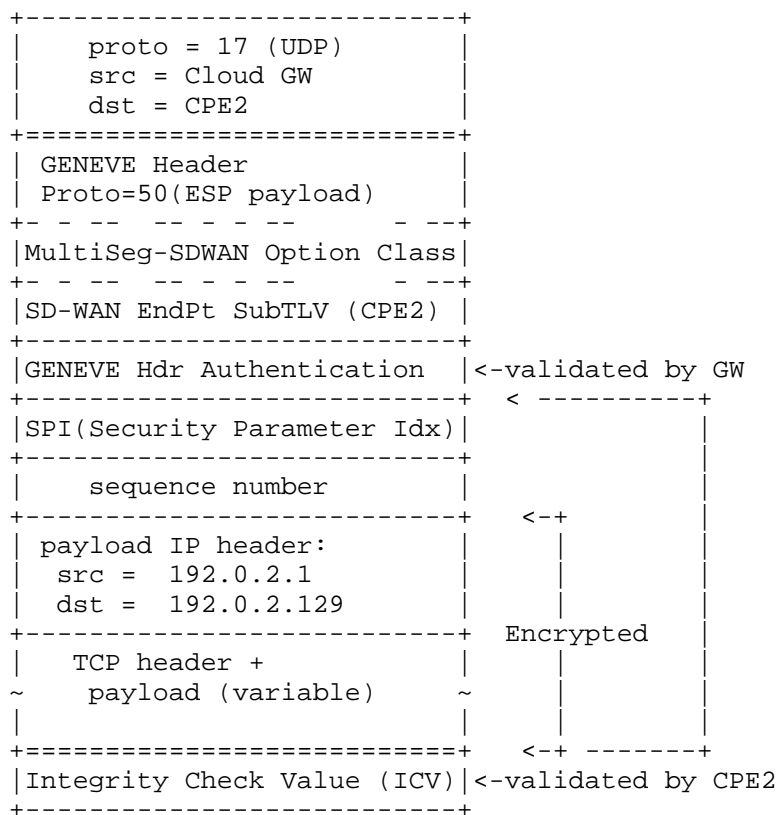 +---------------------------+
|    proto = 17 (UDP)       |
|    src = Cloud GW         |
|    dst = CPE2             |
+===========================+
| GENEVE Header             |
| Proto=50(ESP payload)     |
+- - --  -- - - --      - --+
|MultiSeg-SDWAN Option Class|
+- - --  -- - - --      - --+
|SD-WAN EndPt SubTLV (CPE2) |
+---------------------------+
|GENEVE Hdr Authentication  |<-validated by GW
+---------------------------+  < ----------+
|SPI(Security Parameter Idx)|              |
+---------------------------+              |
|    sequence number        |              |
+---------------------------+   <-+        |
| payload IP header:        |     |        |
|  src =  192.0.2.1         |     |        |
|  dst =  192.0.2.129       |     |        |
+---------------------------+  Encrypted   |
|   TCP header +            |     |        |
~    payload (variable)     ~     |        |
|                           |     |        |
+===========================+   <-+ -------+
|Integrity Check Value (ICV)|<-validated by CPE2
+---------------------------+